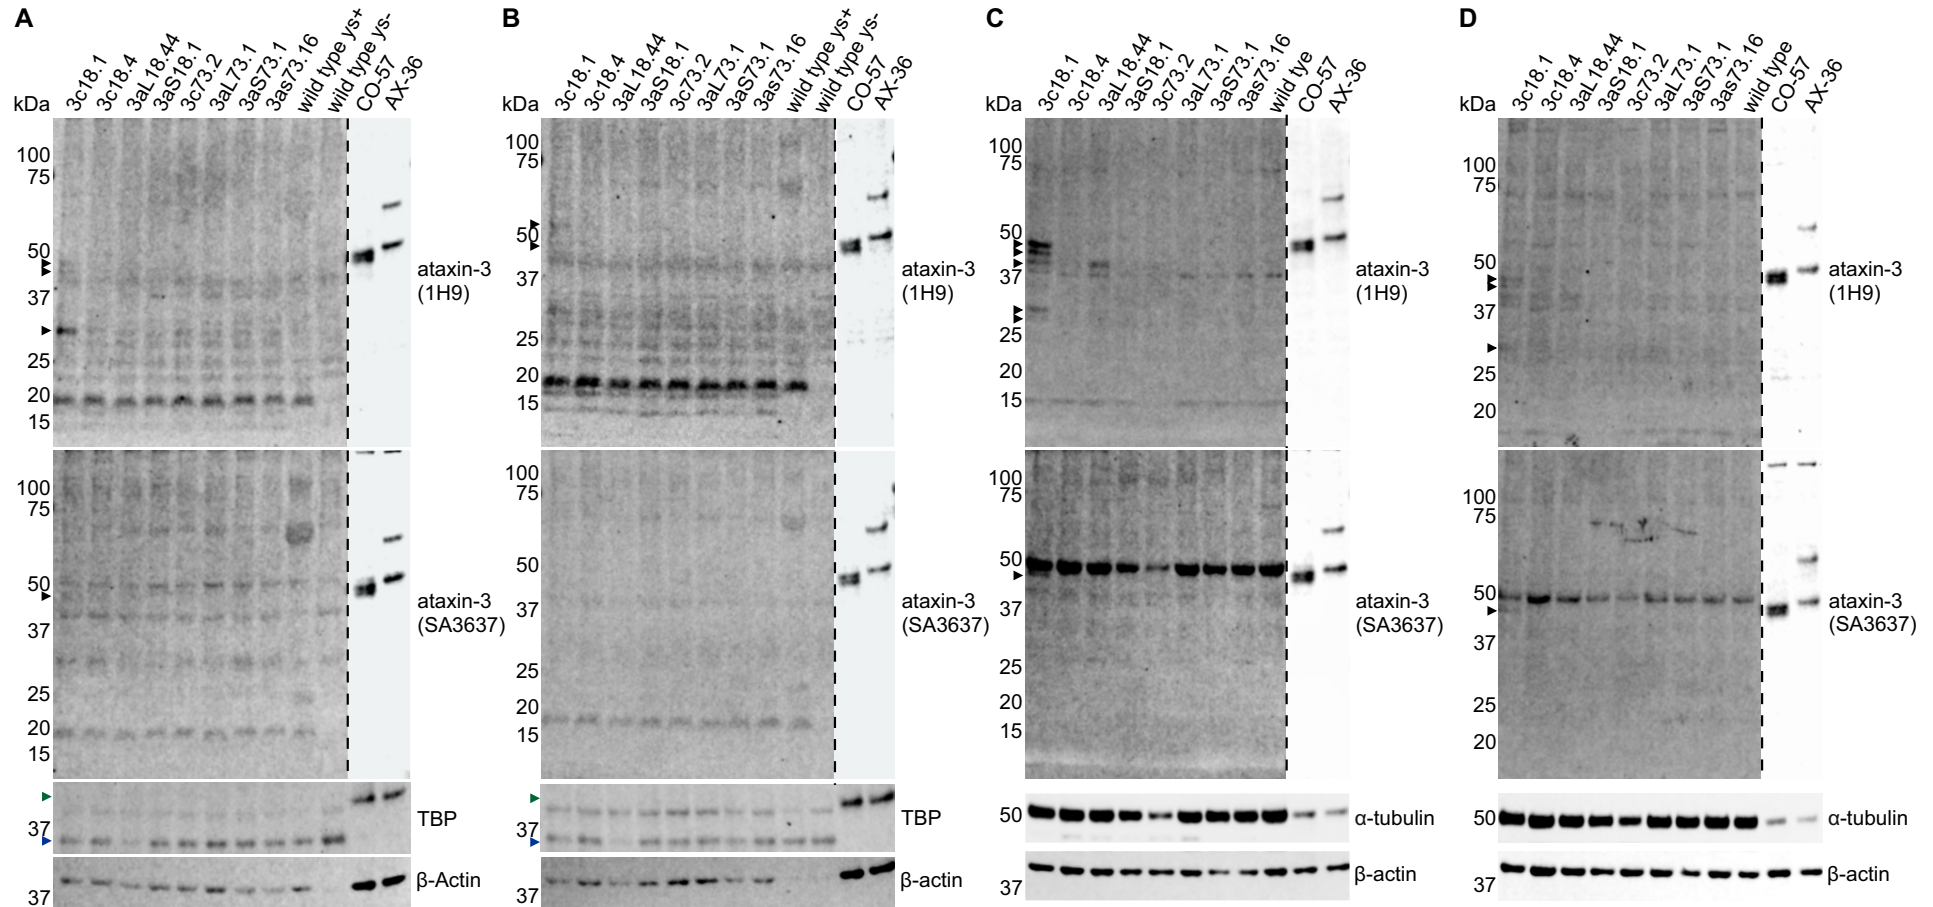 A
B
C
D
3c18.1
3c18.4
3aL18.44
3aS18.1
3c73.2
3aL73.1
3aS73.1
3as73.16
wild type ys+
wild type ys-
CO-57
AX-36
3c18.1
3c18.4
3aL18.44
3aS18.1
3c73.2
3aL73.1
3aS73.1
3as73.16
wild type ys+
wild type ys-
CO-57
AX-36
3c18.1
3c18.4
3aL18.44
3aS18.1
3c73.2
3aL73.1
3aS73.1
3as73.16
wild tye
CO-57
AX-36
3c18.1
3c18.4
3aL18.44
3aS18.1
3c73.2
3aL73.1
3aS73.1
3as73.16
wild type
CO-57
AX-36
kDa
100
75
50
37
25
20
15
ataxin-3
(1H9)
kDa
100
75
50
37
25
20
15
ataxin-3
(1H9)
kDa
100
75
50
37
25
20
15
ataxin-3
(1H9)
kDa
100
75
50
37
25
20
ataxin-3
(1H9)
100
75
50
37
25
20
15
ataxin-3
(SA3637)
100
75
50
37
25
20
15
ataxin-3
(SA3637)
100
75
50
37
25
20
15
ataxin-3
(SA3637)
100
75
50
37
25
20
ataxin-3
(SA3637)
37
TBP
37
TBP
50
α-tubulin
50
α-tubulin
37
β-Actin
37
β-actin
37
β-actin
37
β-actin